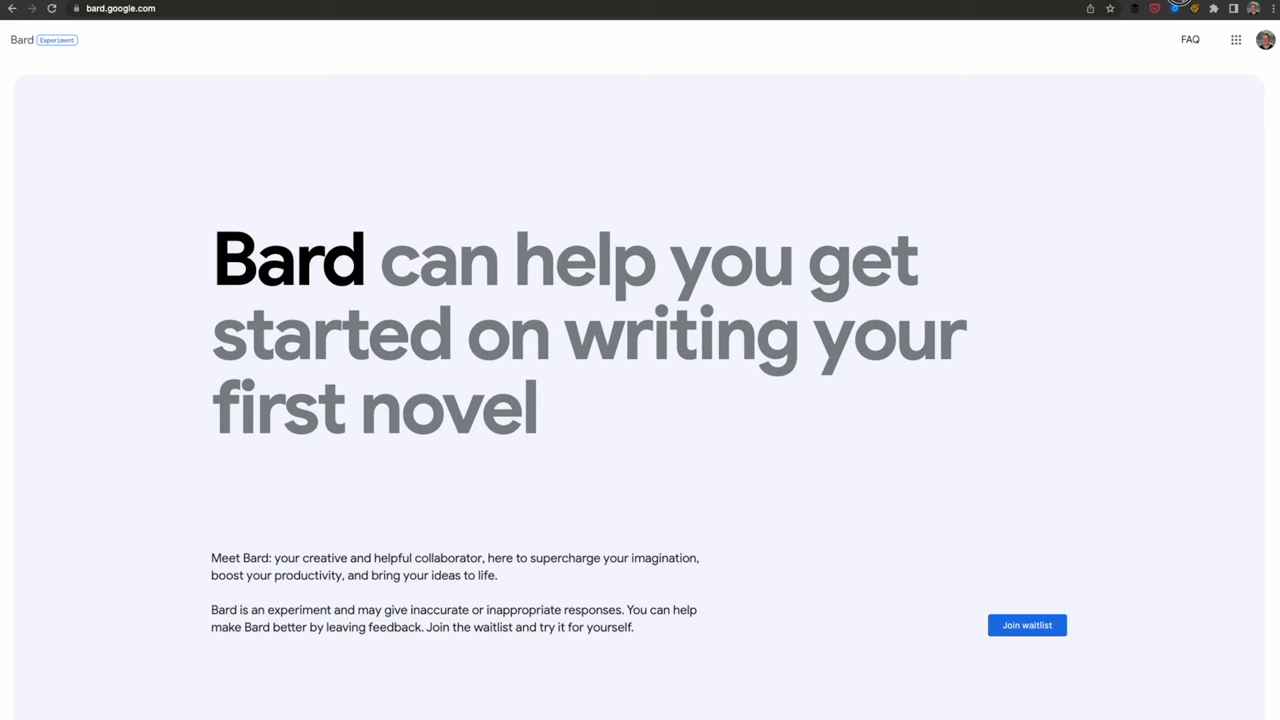 bard.google.com
Bard Experiment
FAQ
Bard can help you get
started on writing your
first novel
Meet Bard: your creative and helpful collaborator, here to supercharge your imagination,
boost your productivity, and bring your ideas to life.
Bard is an experiment and may give inaccurate or inappropriate responses. You can help
make Bard better by leaving feedback. Join the waitlist and try it for yourself.
Join waitlist